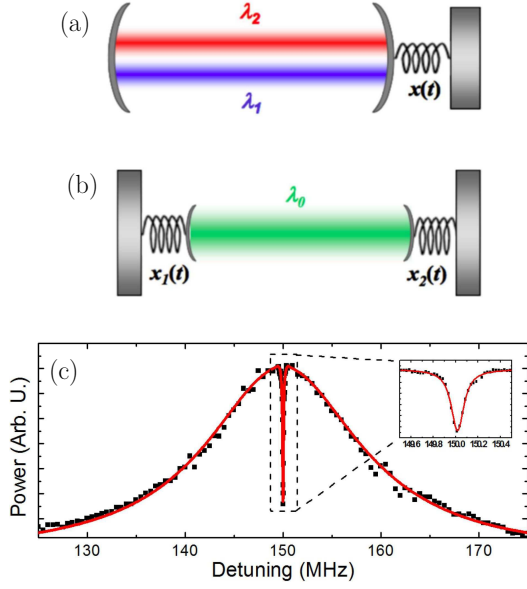 (a)
λ2
λ1
x(t)
(b)
λ0
x1(t)
x2(t)
(c)
Power (Arb. U.)
149.6 149.8 150.0 150.2 150.4
130 140 150 160 170
Detuning (MHz)